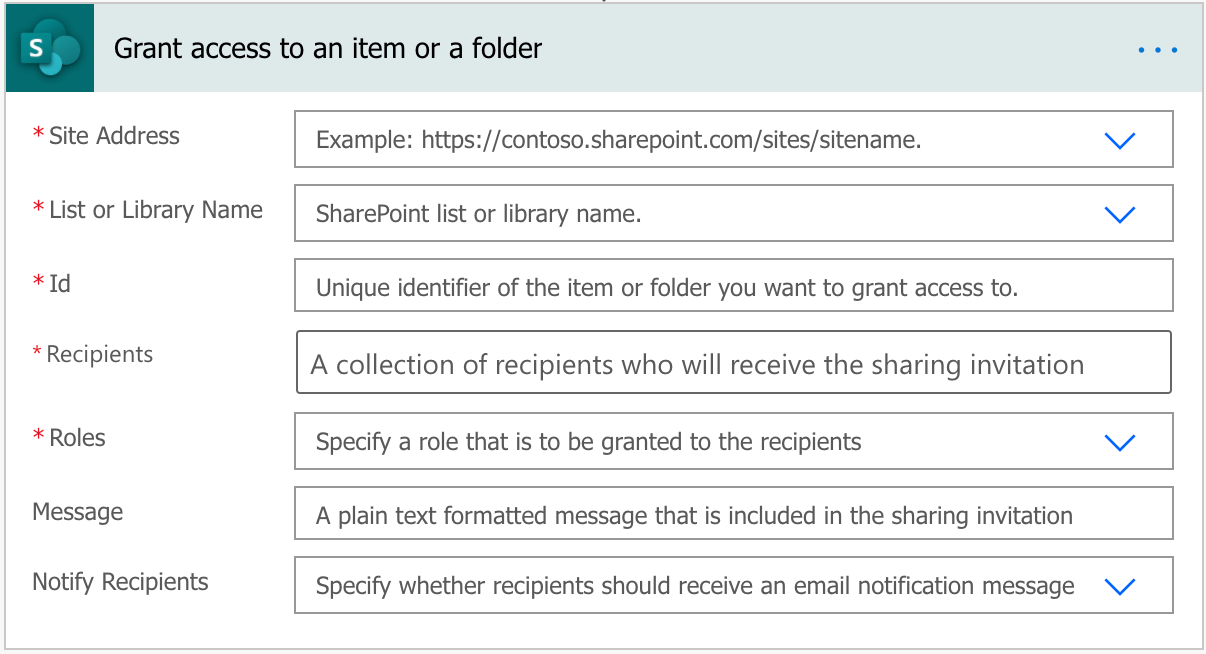 S
Grant access to an item or a folder
* Site Address
Example: https://contoso.sharepoint.com/sites/sitename.
* List or Library Name
SharePoint list or library name.
* Id
Unique identifier of the item or folder you want to grant access to.
* Recipients
A collection of recipients who will receive the sharing invitation
* Roles
Specify a role that is to be granted to the recipients
Message
A plain text formatted message that is included in the sharing invitation
Notify Recipients
Specify whether recipients should receive an email notification message